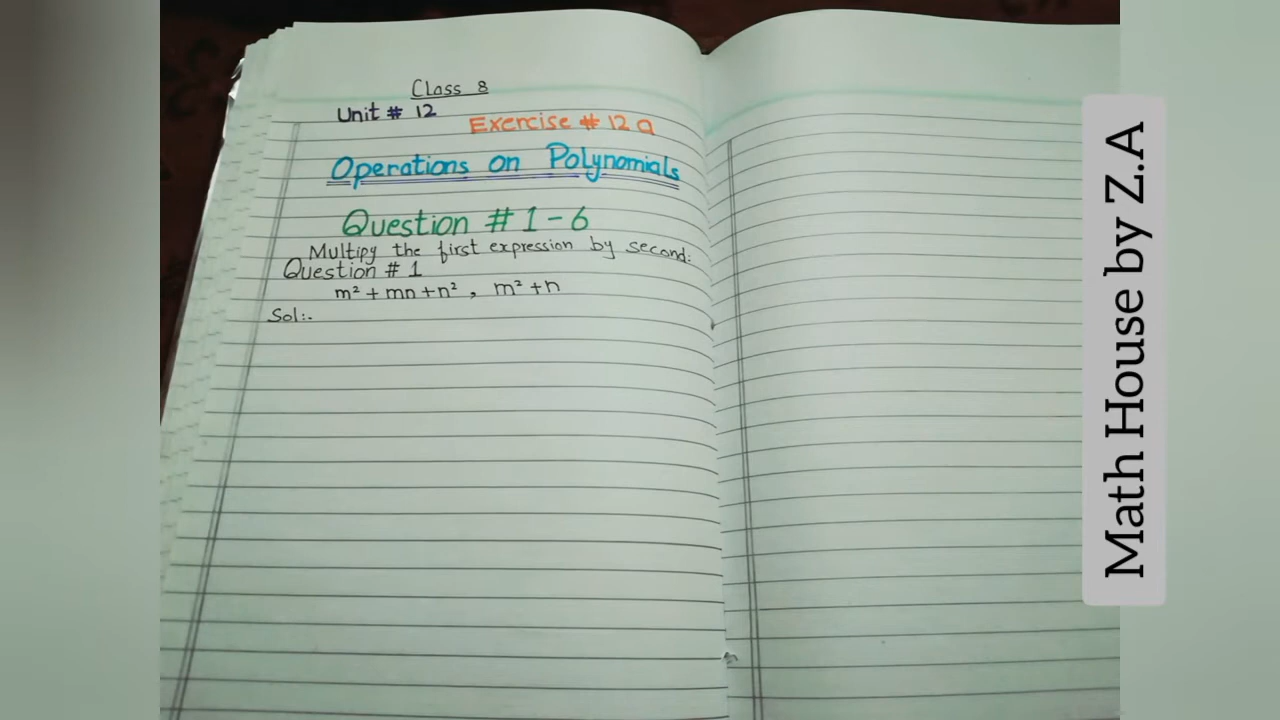 Class 8
Unit # 12
Exercise # 12 a
Operations on Polynomials
Question # 1 - 6
Multipy the first expression by second:
Question # 1
m² + mn + n² , m² + n
Sol:-
Math House by Z.A